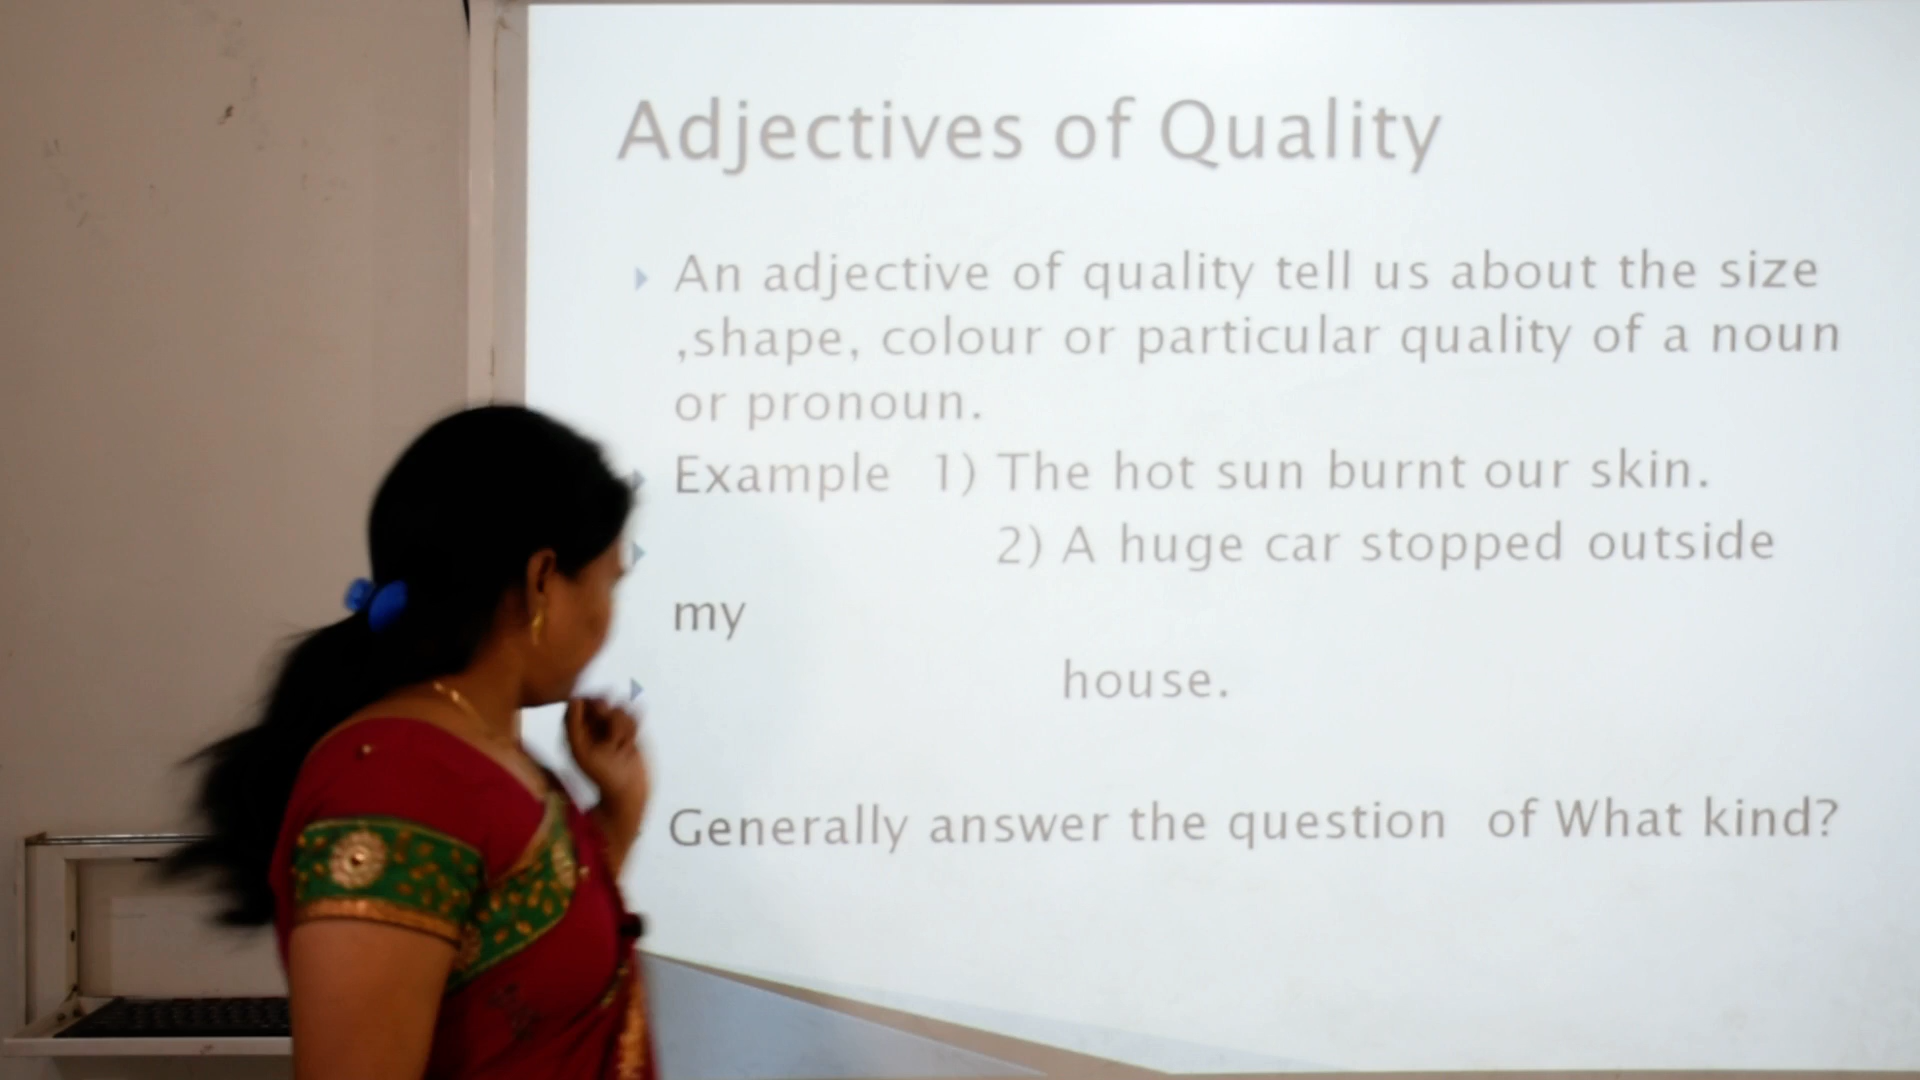 Adjectives of Quality
An adjective of quality tell us about the size
,shape, colour or particular quality of a noun
or pronoun.
Example 1) The hot sun burnt our skin.
2) A huge car stopped outside
my
house.
Generally answer the question of What kind?